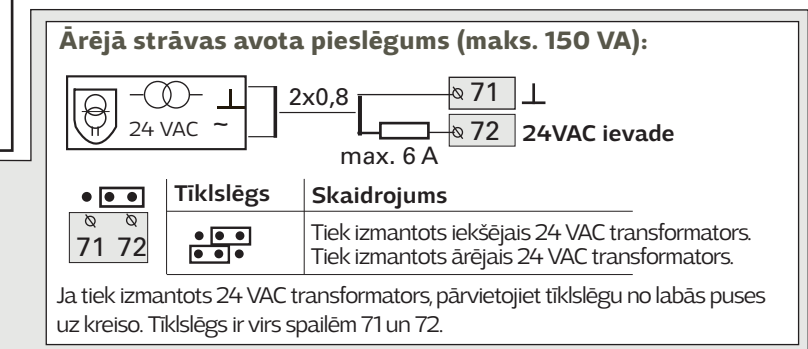 Ārējā strāvas avota pieslēgums (maks. 150 VA):
24 VAC ~
2x0,8
71
72 24VAC ievade
max. 6 A
Tīklslēgs Skaidrojums
71 72
Tiek izmantots iekšējais 24 VAC transformators.
Tiek izmantots ārējais 24 VAC transformators.
Ja tiek izmantots 24 VAC transformators, pārvietojiet tīklslēgu no labās puses
uz kreiso. Tīklslēgs ir virs spailēm 71 un 72.